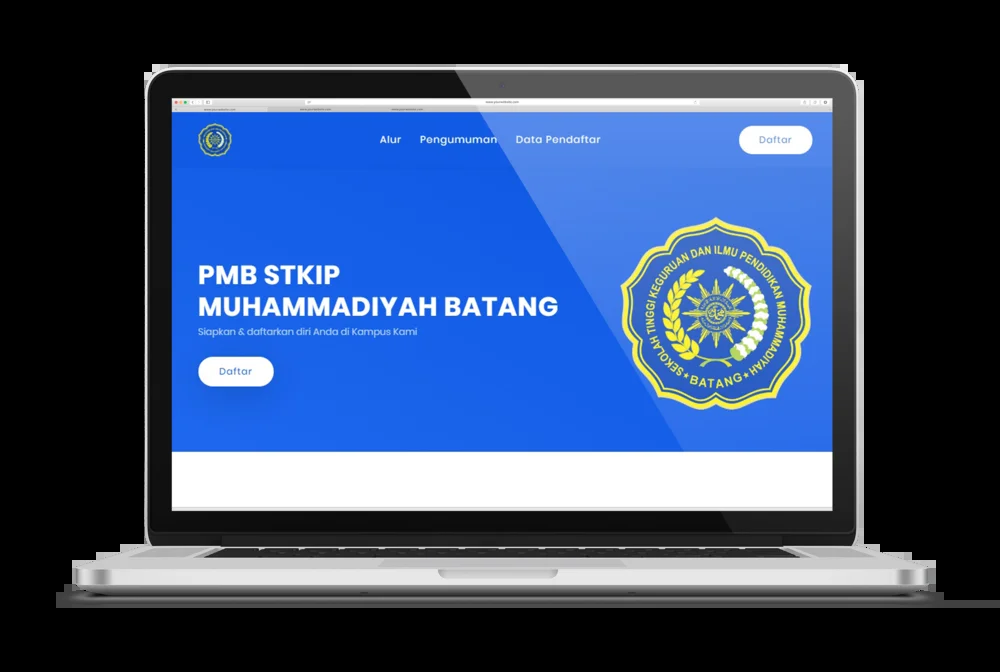 Alur Pengumuman Data Pendaftar Daftar
PMB STKIP
MUHAMMADIYAH BATANG
Siapkan & daftarkan diri Anda di Kampus Kami
Daftar
SEKOLAH TINGGI KEGURUAN DAN ILMU PENDIDIKAN MUHAMMADIYAH
★ BATANG ★